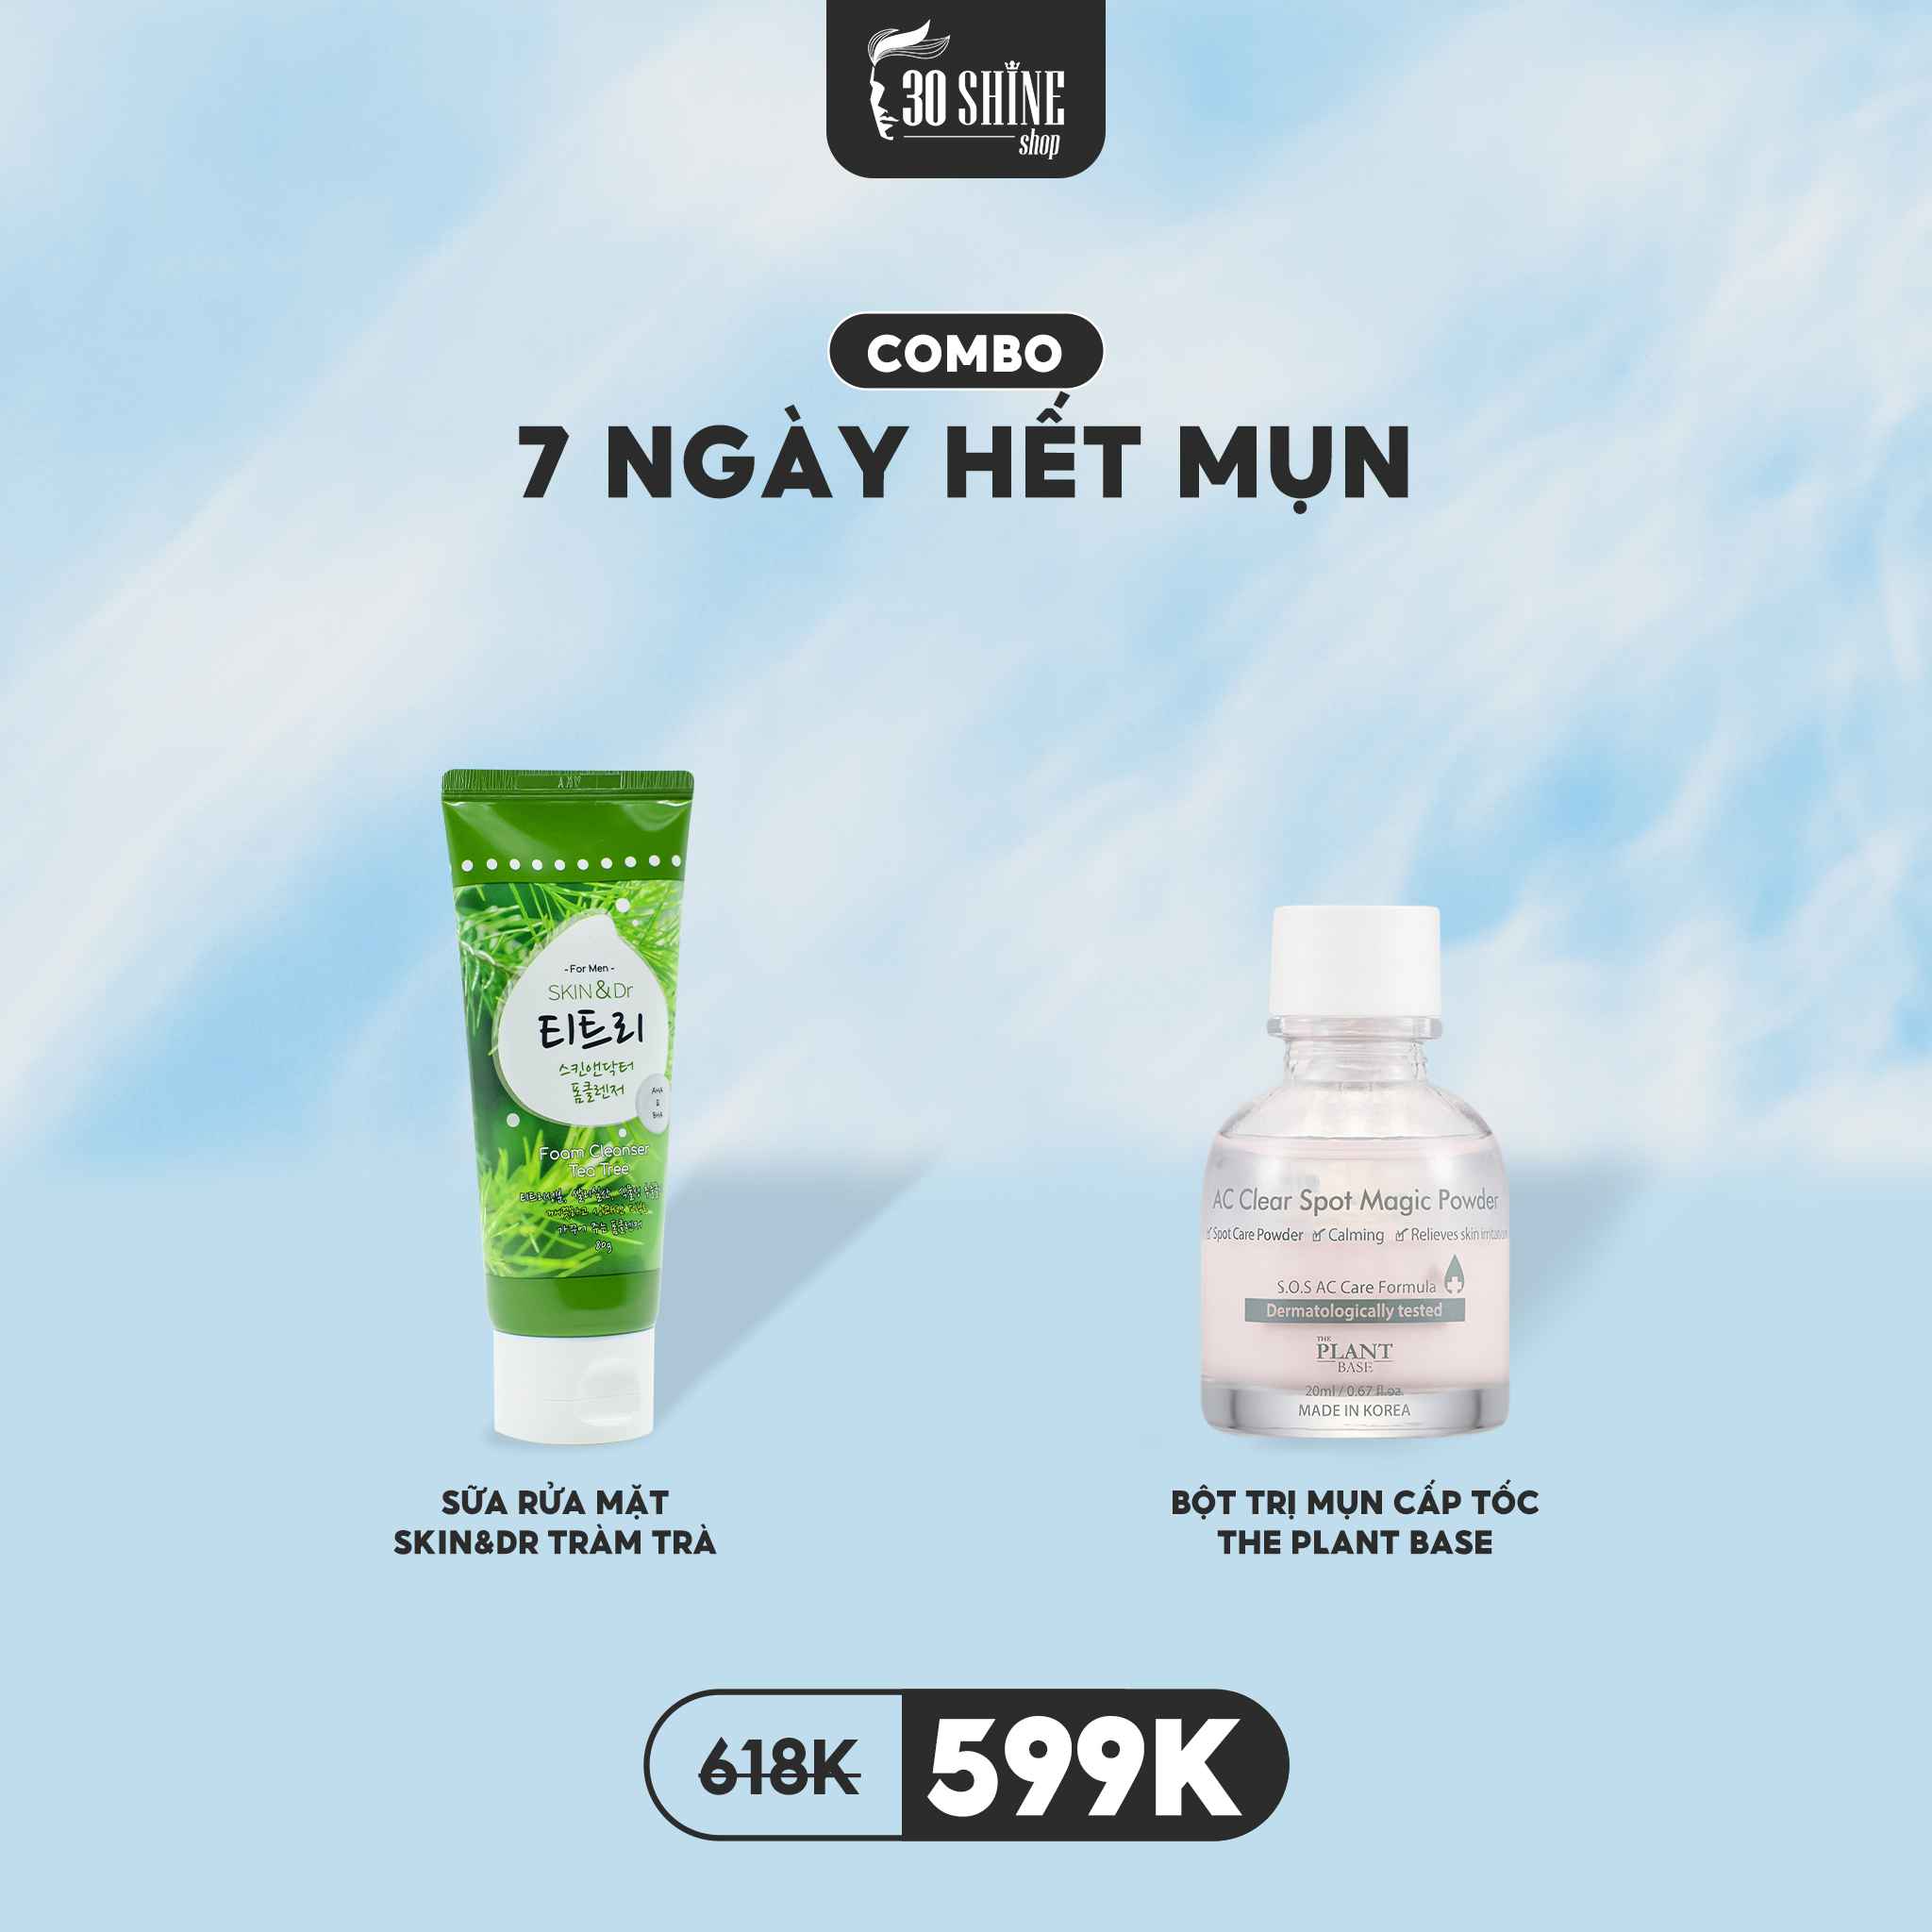 30 SHINE
shop
COMBO
7 NGÀY HẾT MỤN
- For Men -
SKIN&Dr
티트리
스킨앤닥터
폼클렌저
AHA
&
BHA
Foam Cleanser
Tea Tree
80g
AC Clear Spot Magic Powder
Spot Care Powder Calming Relieves skin irritation
S.O.S AC Care Formula
Dermatologically tested
THE
PLANT
BASE
20ml / 0.67 fl.oz.
MADE IN KOREA
SỮA RỬA MẶT
SKIN&DR TRÀM TRÀ
BỘT TRỊ MỤN CẤP TỐC
THE PLANT BASE
618K
599K